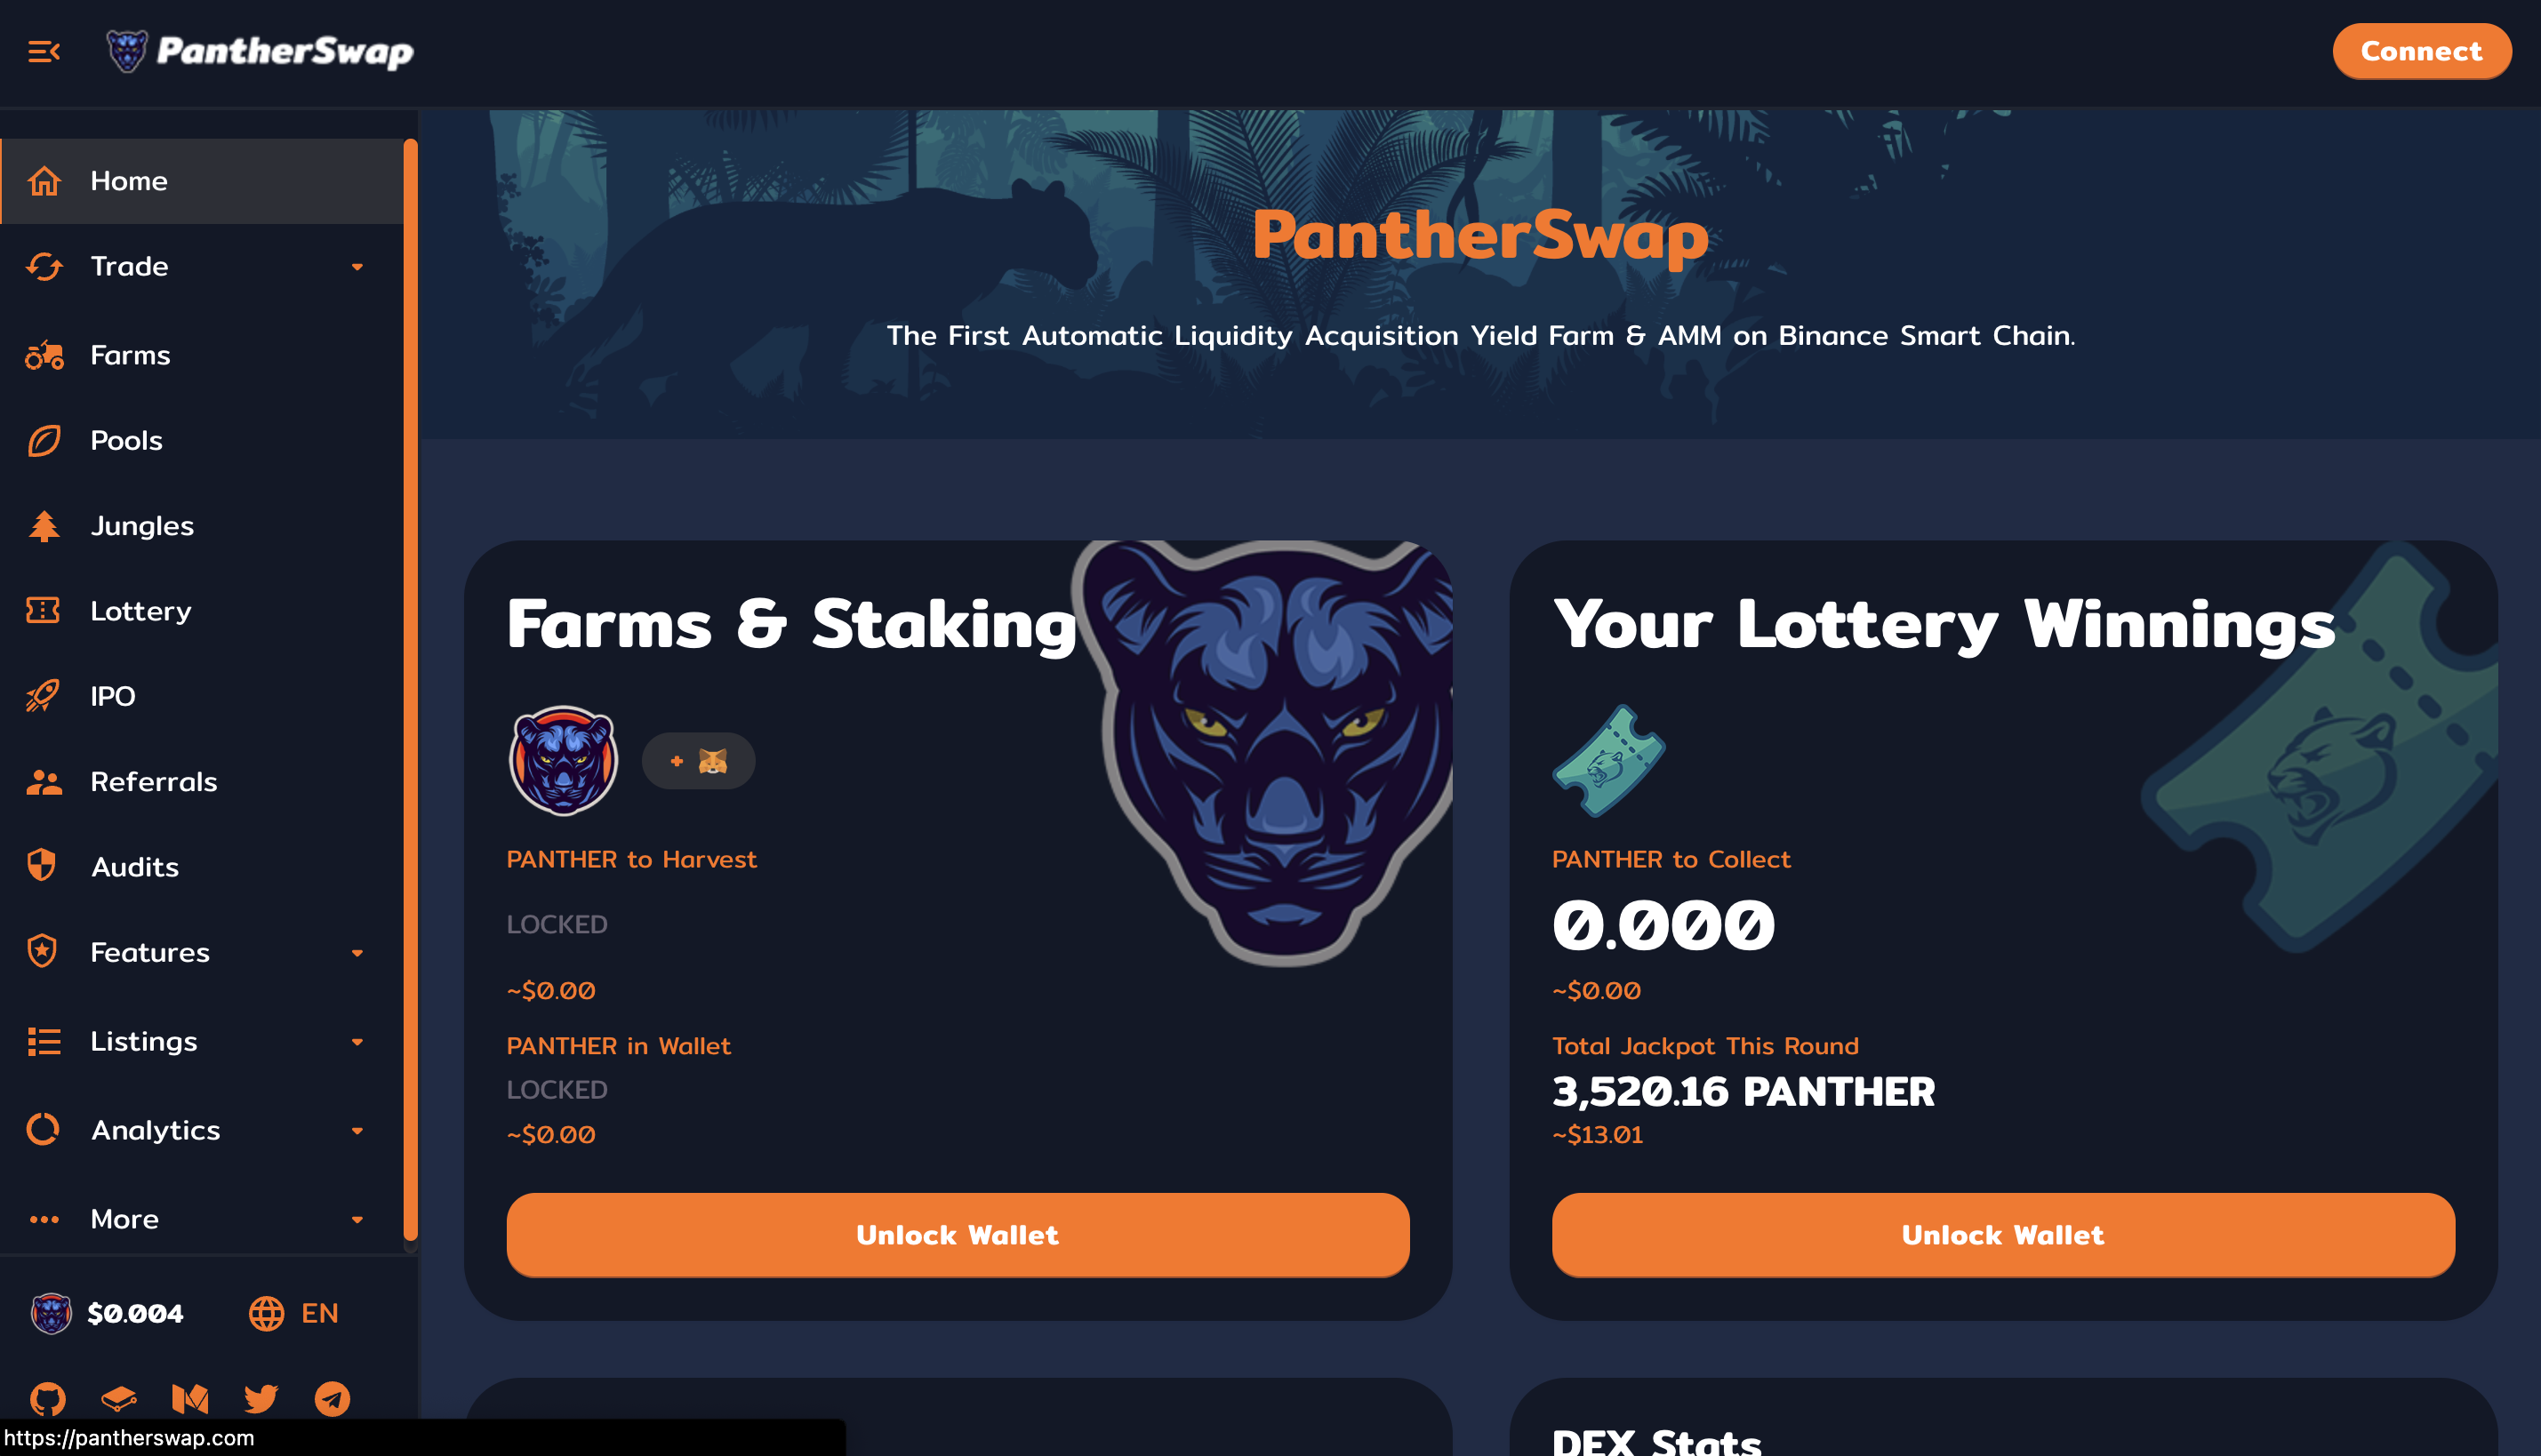 PantherSwap
Connect
Home
Trade
Farms
Pools
Jungles
Lottery
IPO
Referrals
Audits
Features
Listings
Analytics
More
$0.004
EN
https://pantherswap.com
PantherSwap
The First Automatic Liquidity Acquisition Yield Farm & AMM on Binance Smart Chain.
Farms & Staking
PANTHER to Harvest
LOCKED
~$0.00
PANTHER in Wallet
LOCKED
~$0.00
Unlock Wallet
Your Lottery Winnings
PANTHER to Collect
0.000
~$0.00
Total Jackpot This Round
3,520.16 PANTHER
~$13.01
Unlock Wallet
DEX Stats